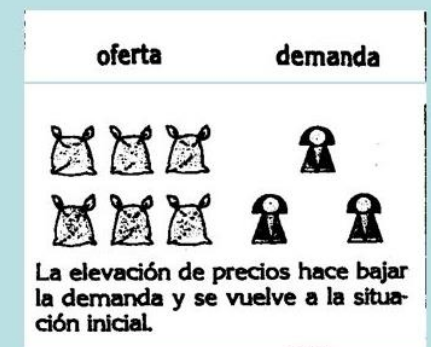 oferta demanda
La elevación de precios hace bajar
la demanda y se vuelve a la situa-
ción inicial.